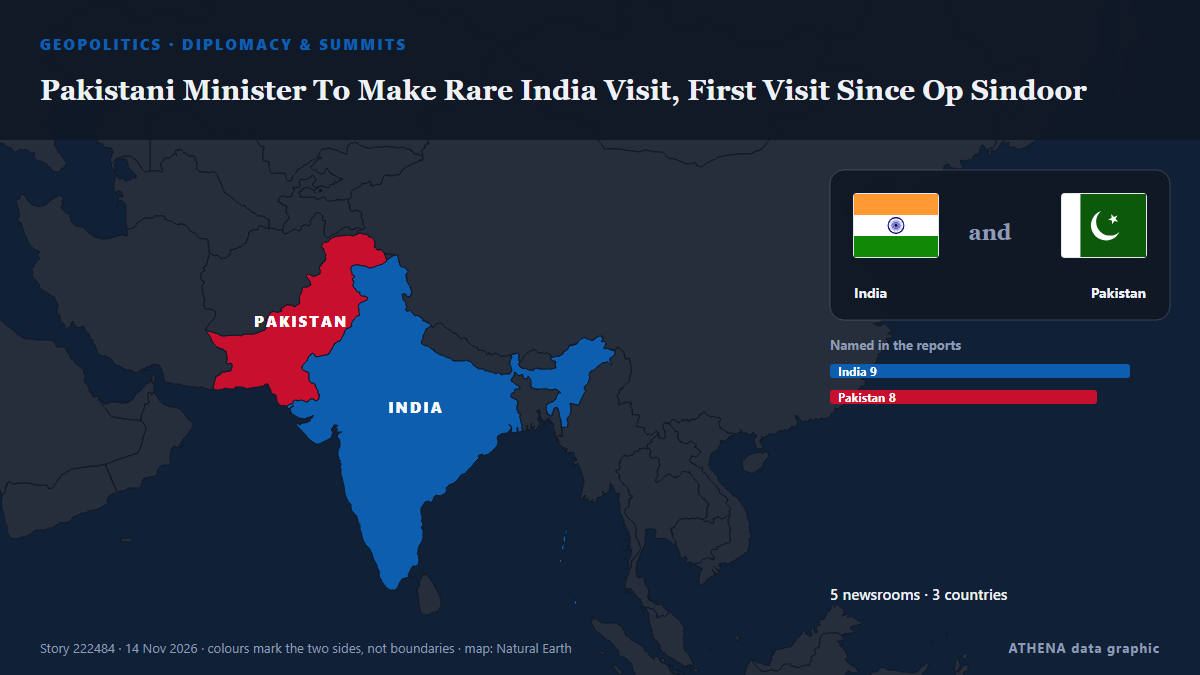 GEOPOLITICS · DIPLOMACY & SUMMITS
Pakistani Minister To Make Rare India Visit, First Visit Since Op Sindoor
and
India
Pakistan
Named in the reports
India 9
Pakistan 8
PAKISTAN
INDIA
5 newsrooms · 3 countries
Story 222484 · 14 Nov 2026 · colours mark the two sides, not boundaries · map: Natural Earth
ATHENA data graphic